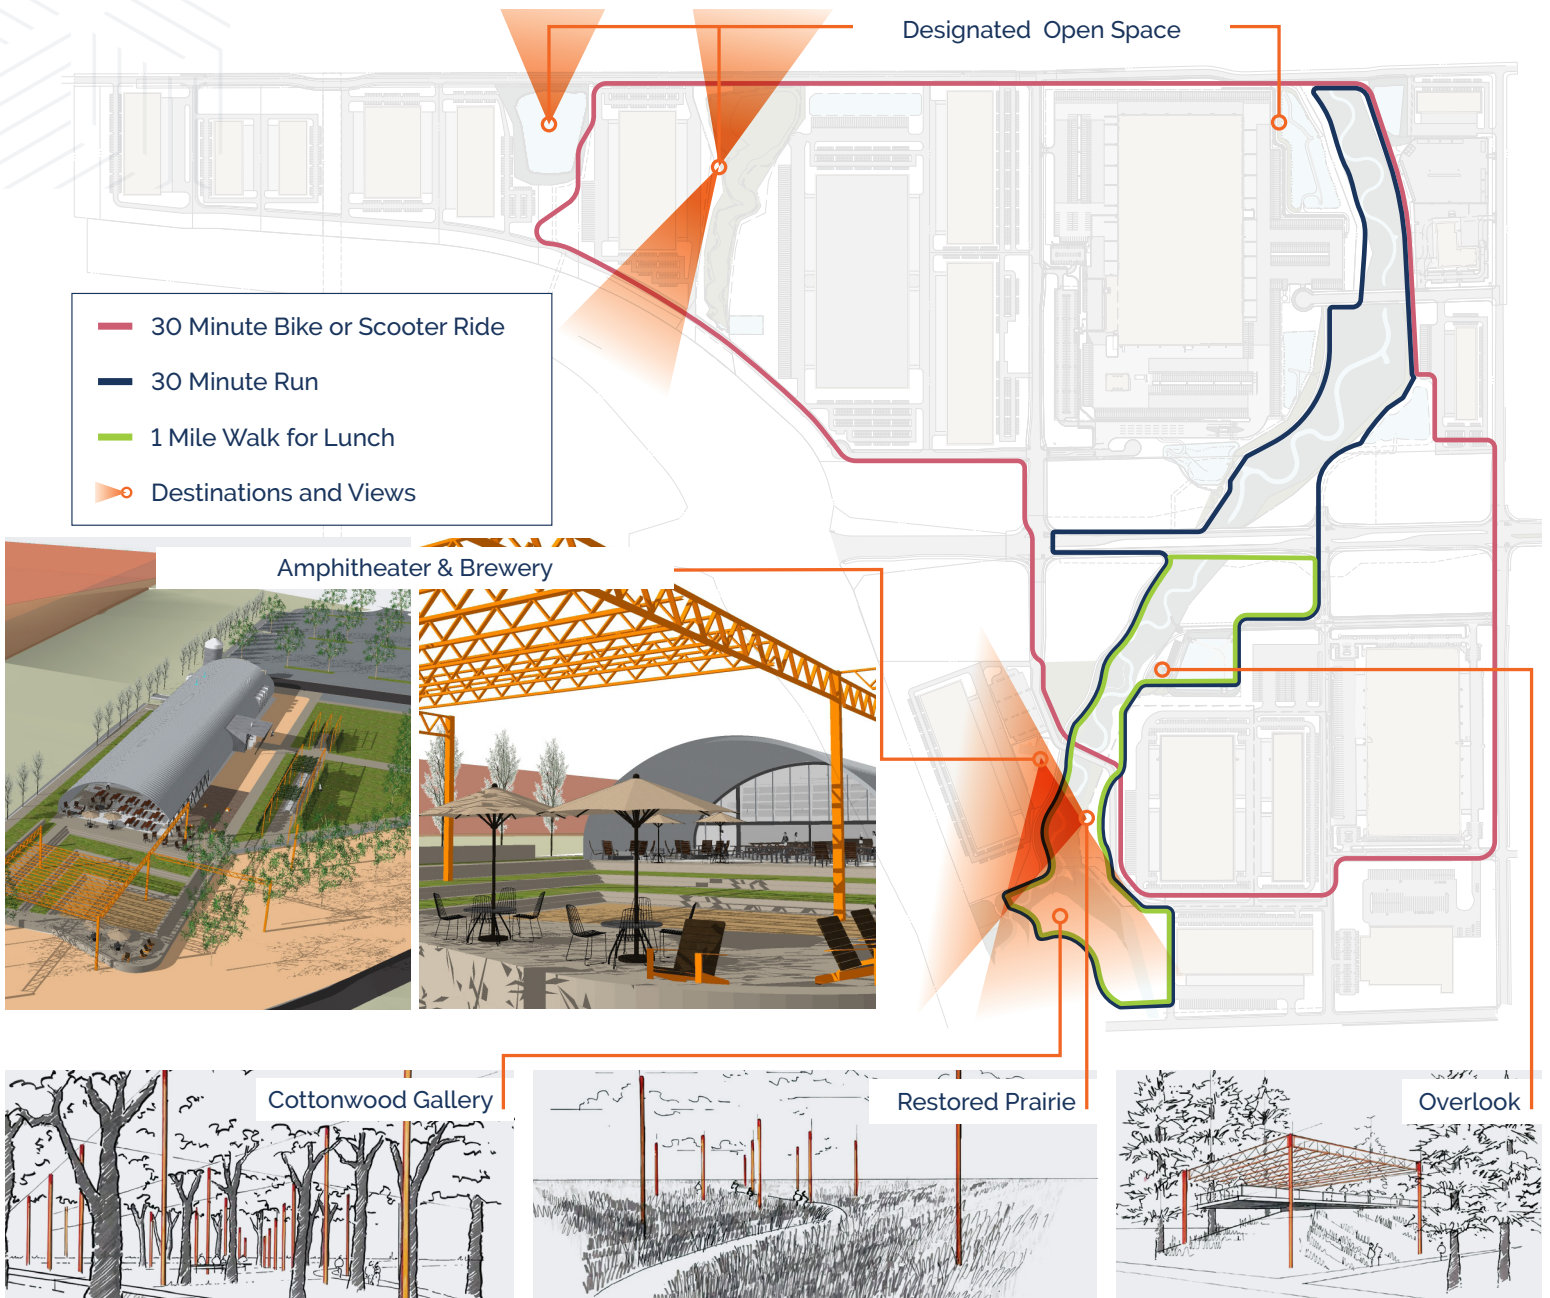 Designated Open Space
30 Minute Bike or Scooter Ride
30 Minute Run
1 Mile Walk for Lunch
Destinations and Views
Amphitheater & Brewery
Cottonwood Gallery
Restored Prairie
Overlook